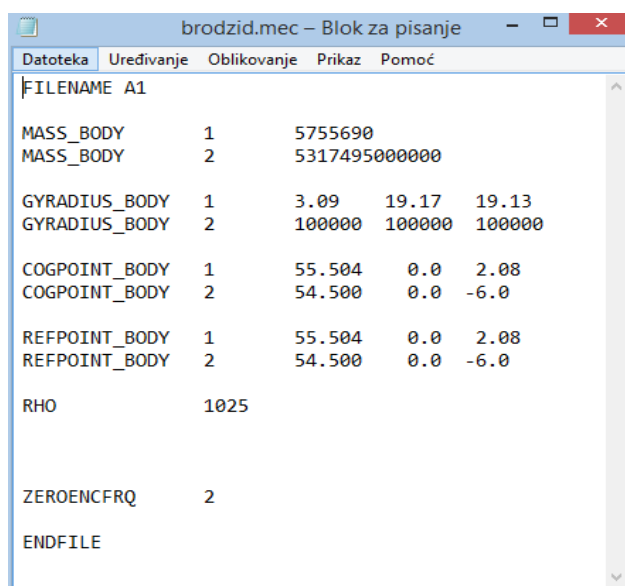 brodzid.mec – Blok za pisanje
Datoteka Uređivanje Oblikovanje Prikaz Pomoć
FILENAME A1
MASS_BODY 1 5755690
MASS_BODY 2 5317495000000
GYRADIUS_BODY 1 3.09 19.17 19.13
GYRADIUS_BODY 2 100000 100000 100000
COGPOINT_BODY 1 55.504 0.0 2.08
COGPOINT_BODY 2 54.500 0.0 -6.0
REFPOINT_BODY 1 55.504 0.0 2.08
REFPOINT_BODY 2 54.500 0.0 -6.0
RHO 1025
ZEROENCFRQ 2
ENDFILE